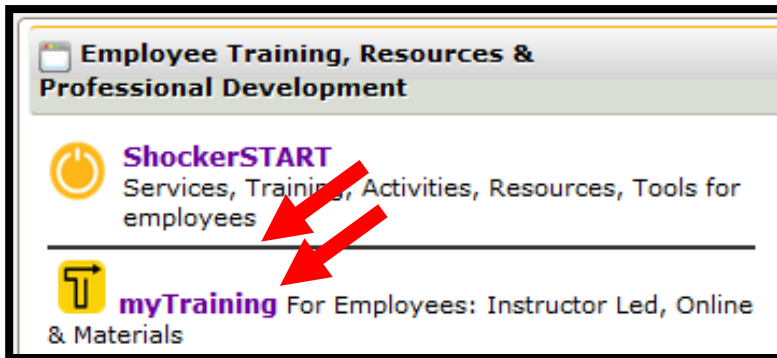 Employee Training, Resources &
Professional Development
ShockerSTART
Services, Training, Activities, Resources, Tools for
employees
myTraining For Employees: Instructor Led, Online
& Materials